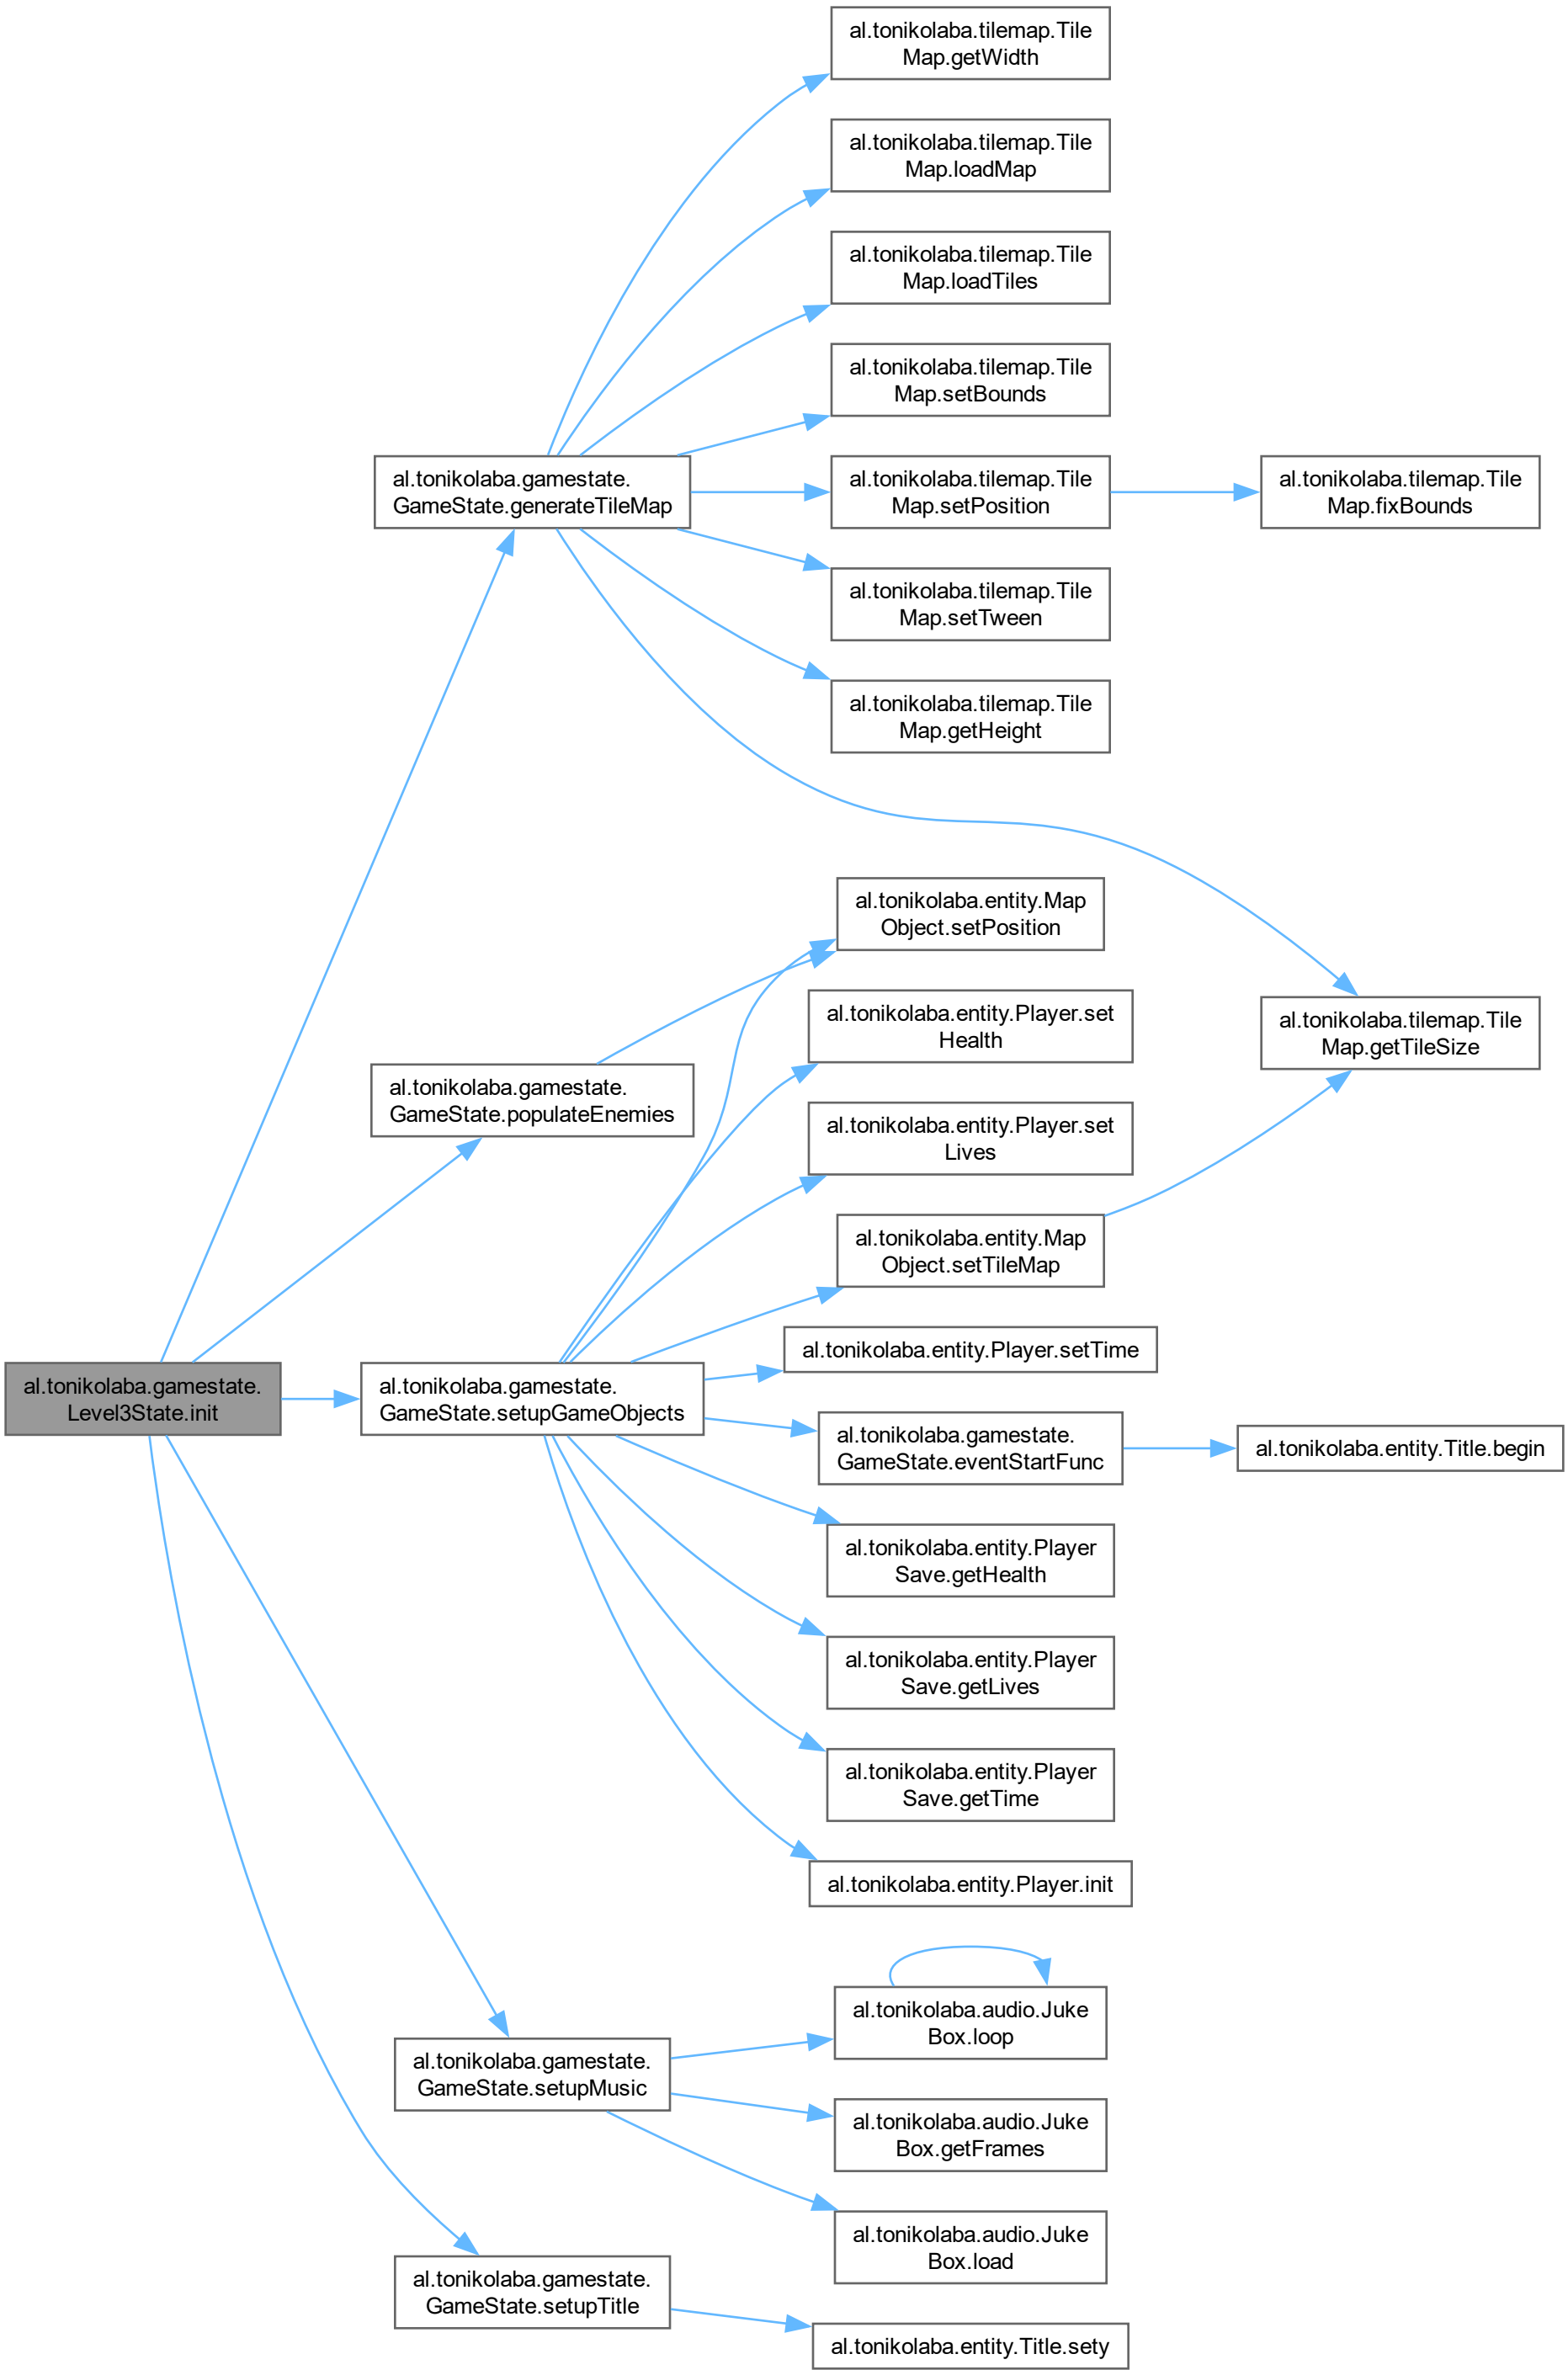 al.tonikolaba.tilemap.Tile
Map.getWidth
al.tonikolaba.tilemap.Tile
Map.loadMap
al.tonikolaba.tilemap.Tile
Map.loadTiles
al.tonikolaba.tilemap.Tile
Map.setBounds
al.tonikolaba.gamestate.
GameState.generateTileMap
al.tonikolaba.tilemap.Tile
Map.setPosition
al.tonikolaba.tilemap.Tile
Map.fixBounds
al.tonikolaba.tilemap.Tile
Map.setTween
al.tonikolaba.tilemap.Tile
Map.getHeight
al.tonikolaba.entity.Map
Object.setPosition
al.tonikolaba.entity.Player.set
Health
al.tonikolaba.tilemap.Tile
Map.getTileSize
al.tonikolaba.gamestate.
GameState.populateEnemies
al.tonikolaba.entity.Player.set
Lives
al.tonikolaba.entity.Map
Object.setTileMap
al.tonikolaba.entity.Player.setTime
al.tonikolaba.gamestate.
Level3State.init
al.tonikolaba.gamestate.
GameState.setupGameObjects
al.tonikolaba.gamestate.
GameState.eventStartFunc
al.tonikolaba.entity.Title.begin
al.tonikolaba.entity.Player
Save.getHealth
al.tonikolaba.entity.Player
Save.getLives
al.tonikolaba.entity.Player
Save.getTime
al.tonikolaba.entity.Player.init
al.tonikolaba.audio.Juke
Box.loop
al.tonikolaba.gamestate.
GameState.setupMusic
al.tonikolaba.audio.Juke
Box.getFrames
al.tonikolaba.audio.Juke
Box.load
al.tonikolaba.gamestate.
GameState.setupTitle
al.tonikolaba.entity.Title.sety